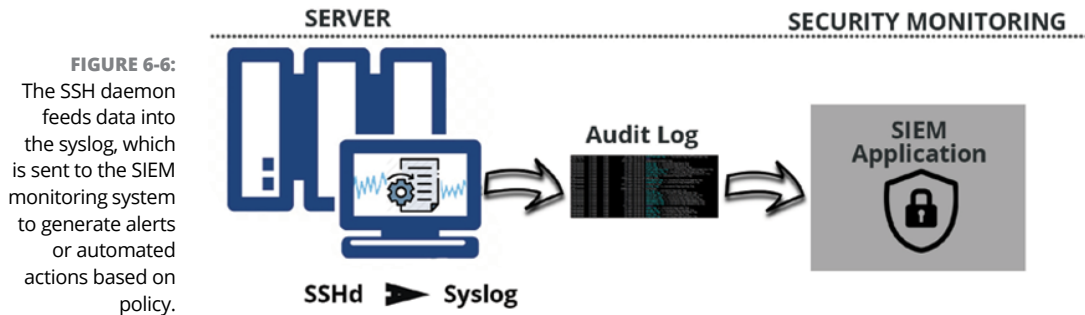 SERVER
SECURITY MONITORING
FIGURE 6-6:
The SSH daemon
feeds data into
the syslog, which
is sent to the SIEM
monitoring system
to generate alerts
or automated
actions based on
policy.
Audit Log
SIEM
Application
SSHd
Syslog